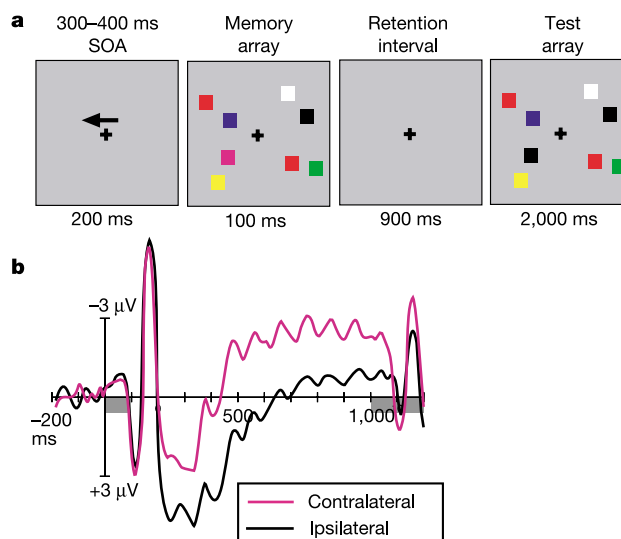 a
300–400 ms
SOA
Memory
array
Retention
interval
Test
array
200 ms
100 ms
900 ms
2,000 ms
b
–3 µV
–200
ms
500
1,000
+3 µV
Contralateral
Ipsilateral